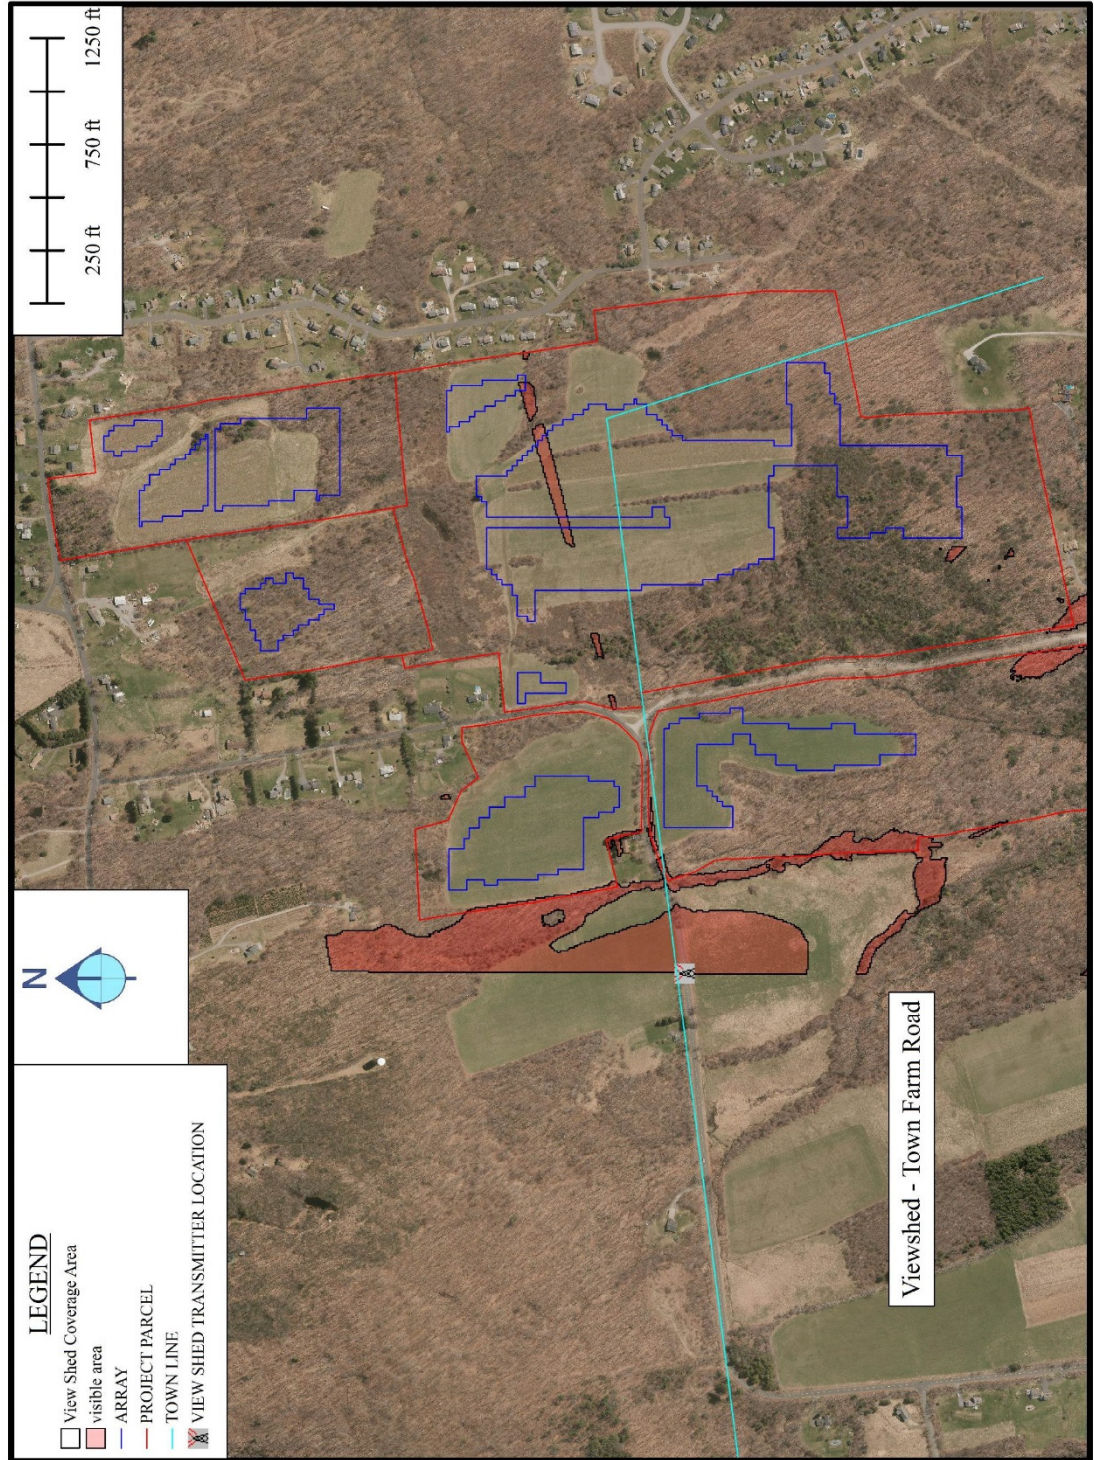 LEGEND
View Shed Coverage Area
visible area
ARRAY
PROJECT PARCEL
TOWN LINE
VIEW SHED TRANSMITTER LOCATION
N
250 ft
750 ft
1250 ft
Viewshed - Town Farm Road